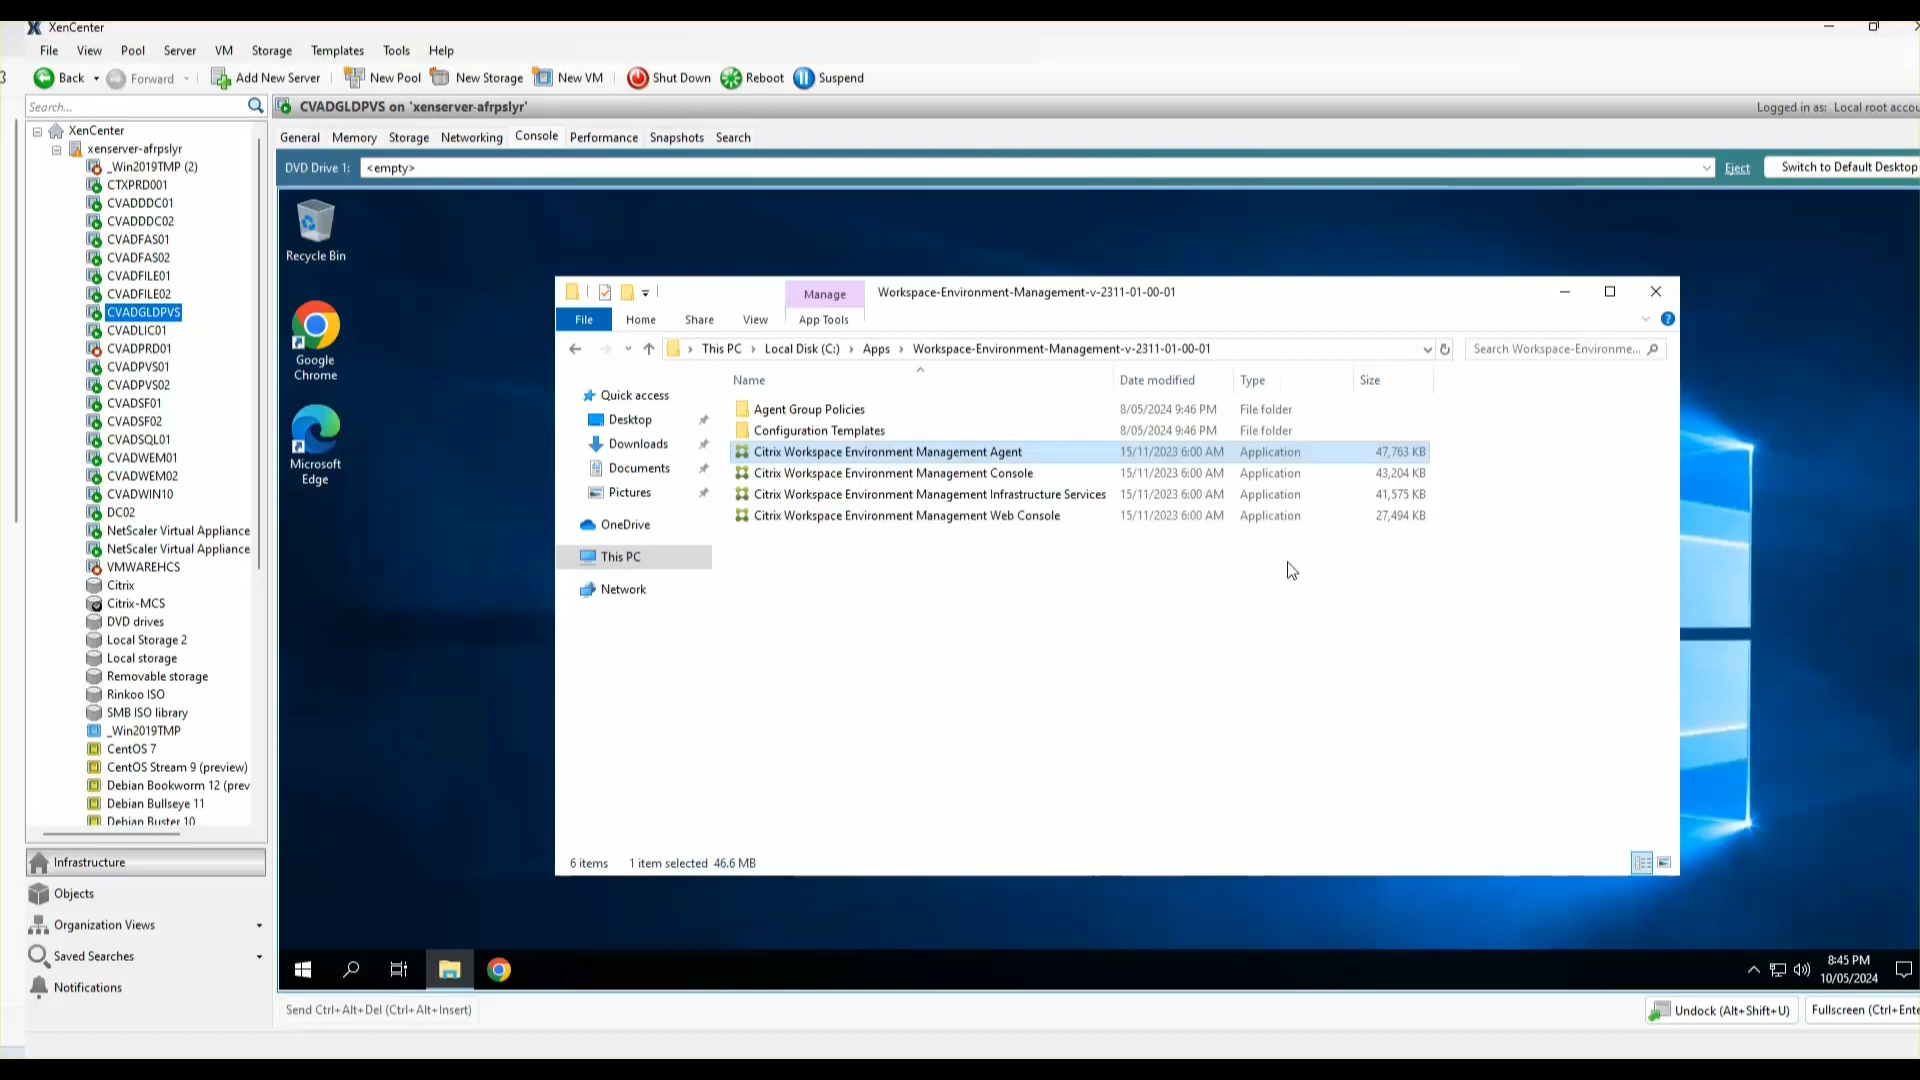 XenCenter
File View Pool Server VM Storage Templates Tools Help
3 Back Forward Add New Server New Pool New Storage New VM Shut Down Reboot Suspend
Search... CVADGLDPVS on 'xenserver-afrpslyr' Logged in as: Local root accou
General Memory Storage Networking Console Performance Snapshots Search
DVD Drive 1: <empty> Eject Switch to Default Desktop
XenCenter
xenserver-afrpslyr
_Win2019TMP (2)
CTXPRD001
CVADDDC01
CVADDDC02
CVADFAS01
CVADFAS02
CVADFILE01
CVADFILE02
CVADGLDPVS
CVADLIC01
CVADPRD01
CVADPVS01
CVADPVS02
CVADSF01
CVADSF02
CVADSQL01
CVADWEM01
CVADWEM02
CVADWIN10
DC02
NetScaler Virtual Appliance
NetScaler Virtual Appliance
VMWAREHCS
Citrix
Citrix-MCS
DVD drives
Local Storage 2
Local storage
Removable storage
Rinkoo ISO
SMB ISO library
_Win2019TMP
CentOS 7
CentOS Stream 9 (preview)
Debian Bookworm 12 (prev
Debian Bullseye 11
Debian Buster 10
Infrastructure
Objects
Organization Views
Saved Searches
Notifications
Recycle Bin
Google
Chrome
Microsoft
Edge
Manage Workspace-Environment-Management-v-2311-01-00-01
File Home Share View App Tools
This PC Local Disk (C:) Apps Workspace-Environment-Management-v-2311-01-00-01 Search Workspace-Environme...
Quick access
Desktop
Downloads
Documents
Pictures
OneDrive
This PC
Network
Name Date modified Type Size
Agent Group Policies 8/05/2024 9:46 PM File folder
Configuration Templates 8/05/2024 9:46 PM File folder
Citrix Workspace Environment Management Agent 15/11/2023 6:00 AM Application 47,763 KB
Citrix Workspace Environment Management Console 15/11/2023 6:00 AM Application 43,204 KB
Citrix Workspace Environment Management Infrastructure Services 15/11/2023 6:00 AM Application 41,575 KB
Citrix Workspace Environment Management Web Console 15/11/2023 6:00 AM Application 27,494 KB
6 items 1 item selected 46.6 MB
8:45 PM
10/05/2024
Send Ctrl+Alt+Del (Ctrl+Alt+Insert) Undock (Alt+Shift+U) Fullscreen (Ctrl+Ente